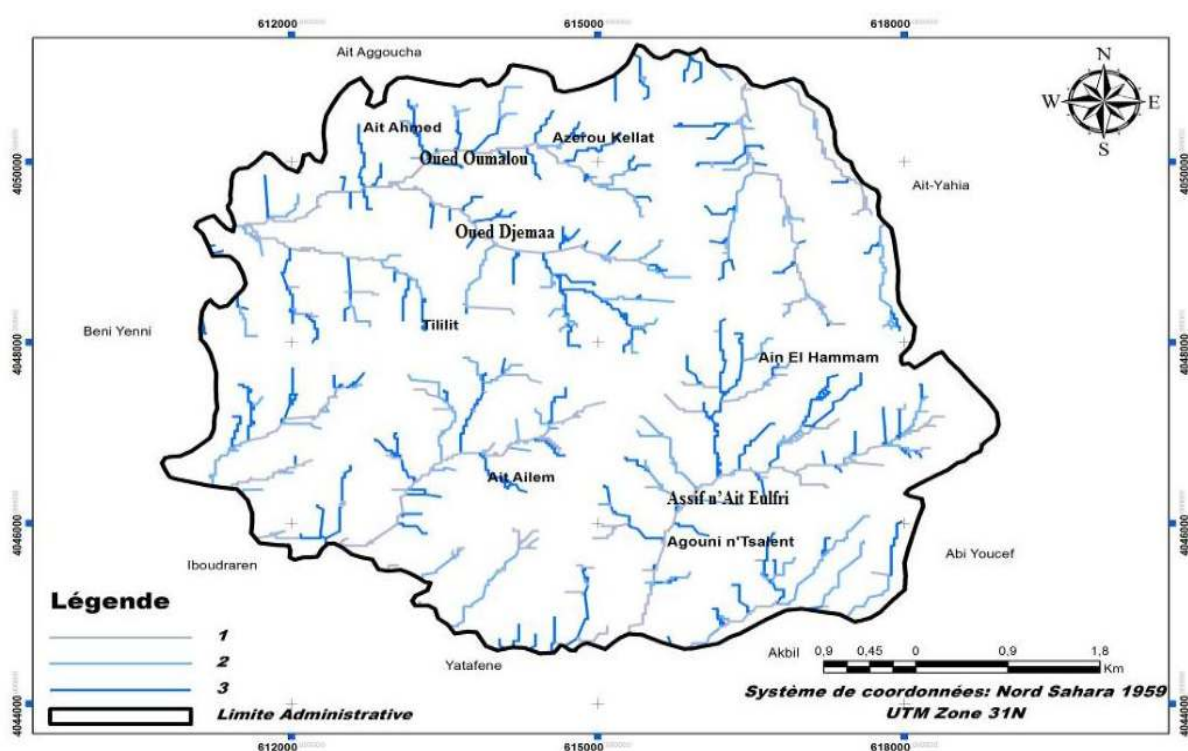 612000 615000 618000
Ait Aggoucha
N
W E
S
Ait Ahmed
Azerou Kellat
Oued Oumalou
4050000 4050000
Ait-Yahia
Oued Djemaa
Beni Yenni
Tililit
4048000 4048000
Ain El Hammam
Ait Ailem
Assif n'Ait Eulfri
4046000 4046000
Agouni n'Tsalent
Abi Youcef
Iboudraren
Légende
1
2
3
Limite Administrative
Yatafene
Akbil 0,9 0,45 0 0,9 1,8
Km
Système de coordonnées: Nord Sahara 1959
UTM Zone 31N
4044000 4044000
612000 615000 618000